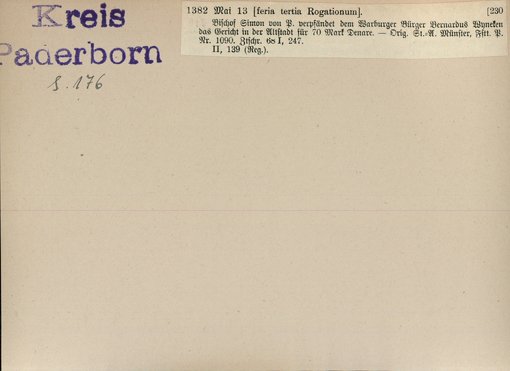 Kreis
Paderborn
S. 176
1382 Mai 13 [feria tertia Rogationum]. [230
Bischof Simon von P. verpfändet dem Warburger Bürger Bernardus Wyneken
das Gericht in der Altstadt für 70 Mark Denare. — Orig. St.-A. Münster, Fstt. P.
Nr. 1090. Ztschr. 68 I, 247.
II, 139 (Reg.).